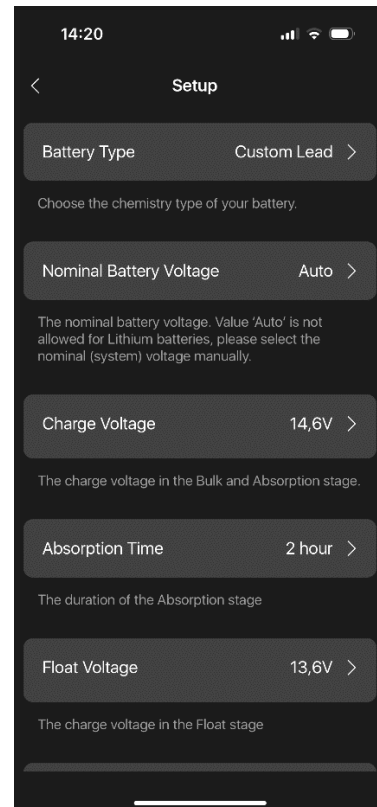 14:20
Setup
Battery Type Custom Lead
Choose the chemistry type of your battery.
Nominal Battery Voltage Auto
The nominal battery voltage. Value 'Auto' is not
allowed for Lithium batteries, please select the
nominal (system) voltage manually.
Charge Voltage 14,6V
The charge voltage in the Bulk and Absorption stage.
Absorption Time 2 hour
The duration of the Absorption stage
Float Voltage 13,6V
The charge voltage in the Float stage